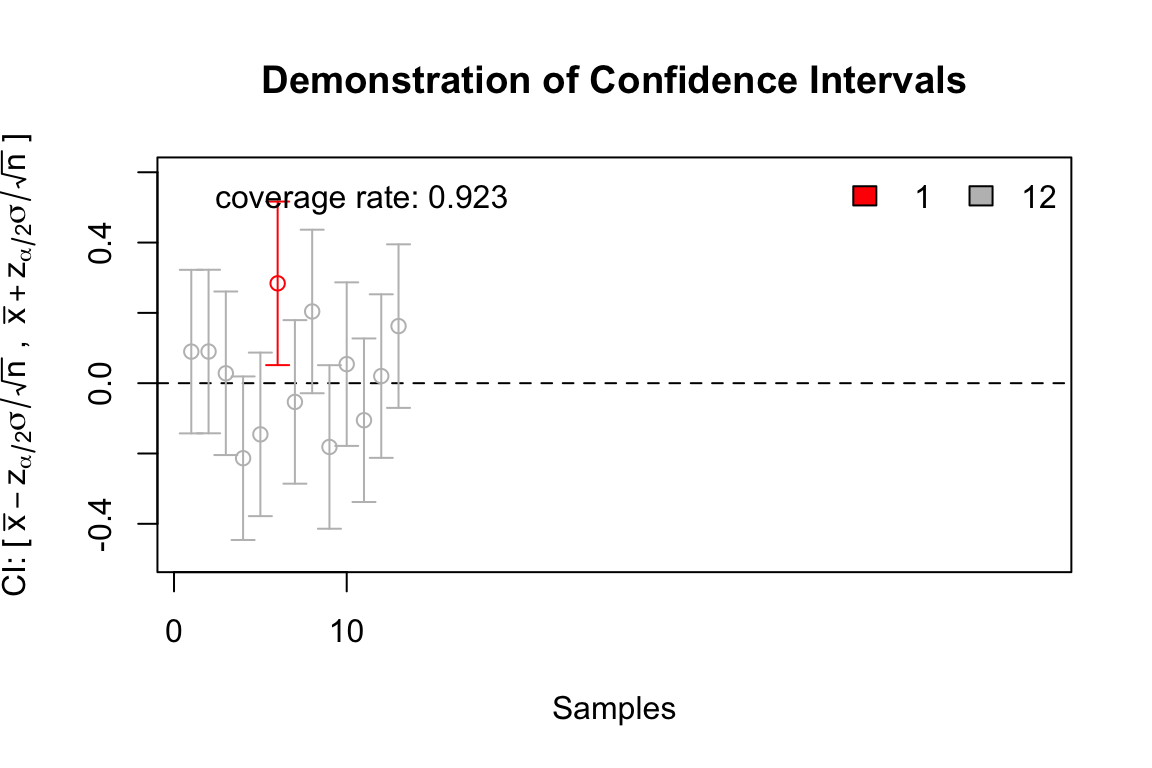 Demonstration of Confidence Intervals
coverage rate: 0.923
1
12
CI: [ x̅ − z_{α/2}σ/√n , x̅ + z_{α/2}σ/√n ]
0.4
0.0
-0.4
0
10
Samples